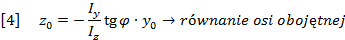 [4] z₀ = − I_y / I_z tg φ · y₀ → równanie osi obojętnej